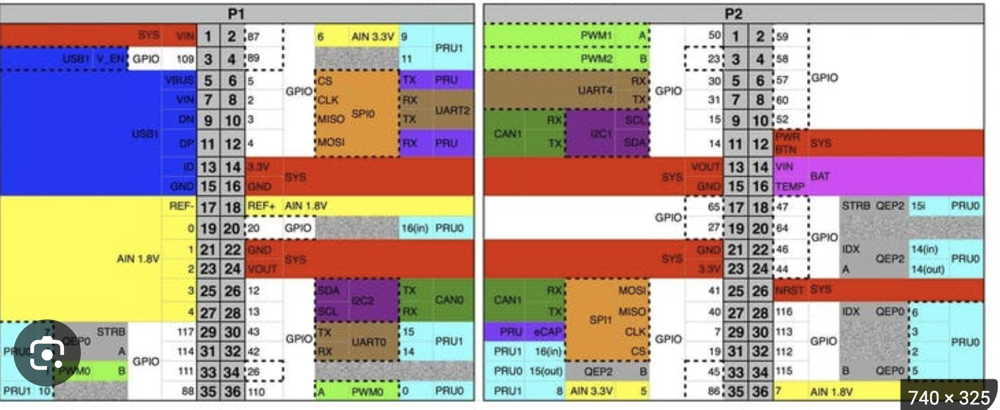 P1 P2
SYS VIN 1 2 87 6 AIN 3.3V 9 PRU1 PWM1 A 50 1 2 59
USB1 V_EN GPIO 109 3 4 89 11 PWM2 B 23 3 4 58
VBUS 5 6 5 GPIO CS TX PRU UART4 RX GPIO 30 5 6 57 GPIO
VIN 7 8 2 CLK SPI0 RX UART2 TX 31 7 8 60
DN 9 10 3 MISO TX CAN1 RX I2C1 SCL 15 9 10 52
USB1 DP 11 12 4 MOSI RX PRU TX SDA 14 11 12 PWR BTN SYS
ID 13 14 3.3V SYS SYS VOUT 13 14 VIN BAT
GND 15 16 GND GND 15 16 TEMP
REF- 17 18 REF+ AIN 1.8V GPIO 65 17 18 47 GPIO STRB QEP2 15i PRU0
0 19 20 20 GPIO 16(in) PRU0 27 19 20 64
AIN 1.8V 1 21 22 GND SYS SYS GND 21 22 46 IDX QEP2 14(in) PRU0
2 23 24 VOUT 3.3V 23 24 44 A 14(out)
3 25 26 12 GPIO SDA I2C2 TX CAN0 CAN1 RX SPI1 MOSI GPIO 41 25 26 NRST SYS
4 27 28 13 SCL RX TX MISO 40 27 28 116 GPIO IDX QEP0 6 PRU0
7 QEP0 STRB GPIO 117 29 30 43 TX UART0 15 PRU1 PRU eCAP CLK 7 29 30 113 3
PRU0 A 114 31 32 42 RX 14 PRU1 16(in) CS 19 31 32 112 2
1 PWM0 B 111 33 34 26 PRU0 15(out) QEP2 B 45 33 34 115 B QEP0 5
PRU1 10 88 35 36 110 A PWM0 0 PRU0 PRU1 8 AIN 3.3V 5 86 35 36 7 AIN 1.8V
740 × 325